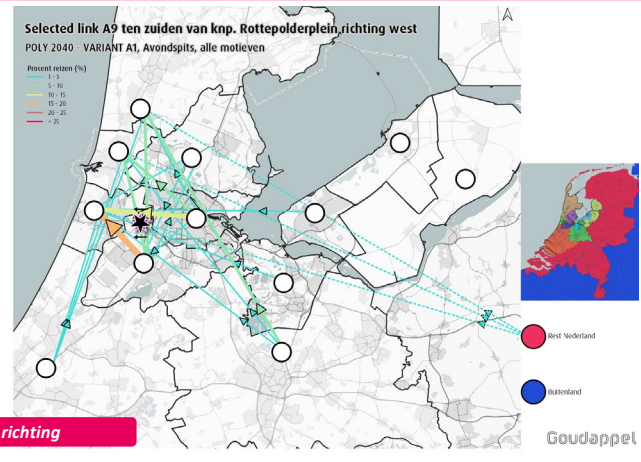 Selected link A9 ten zuiden van knp. Rottepolderplein,richting west
POLY 2040 - VARIANT A1, Avondspits, alle motieven
Procent reizen (%)
1 - 5
5 - 10
10 - 15
15 - 20
20 - 25
> 25
Rest Nederland
Buitenland
richting
Goudappel